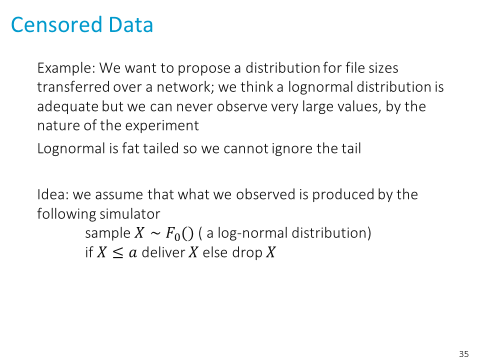 Censored Data
Example: We want to propose a distribution for file sizes
transferred over a network; we think a lognormal distribution is
adequate but we can never observe very large values, by the
nature of the experiment
Lognormal is fat tailed so we cannot ignore the tail
Idea: we assume that what we observed is produced by the
following simulator
sample 𝑋 ~ 𝐹₀() ( a log-normal distribution)
if 𝑋 ≤ 𝑎 deliver 𝑋 else drop 𝑋
35